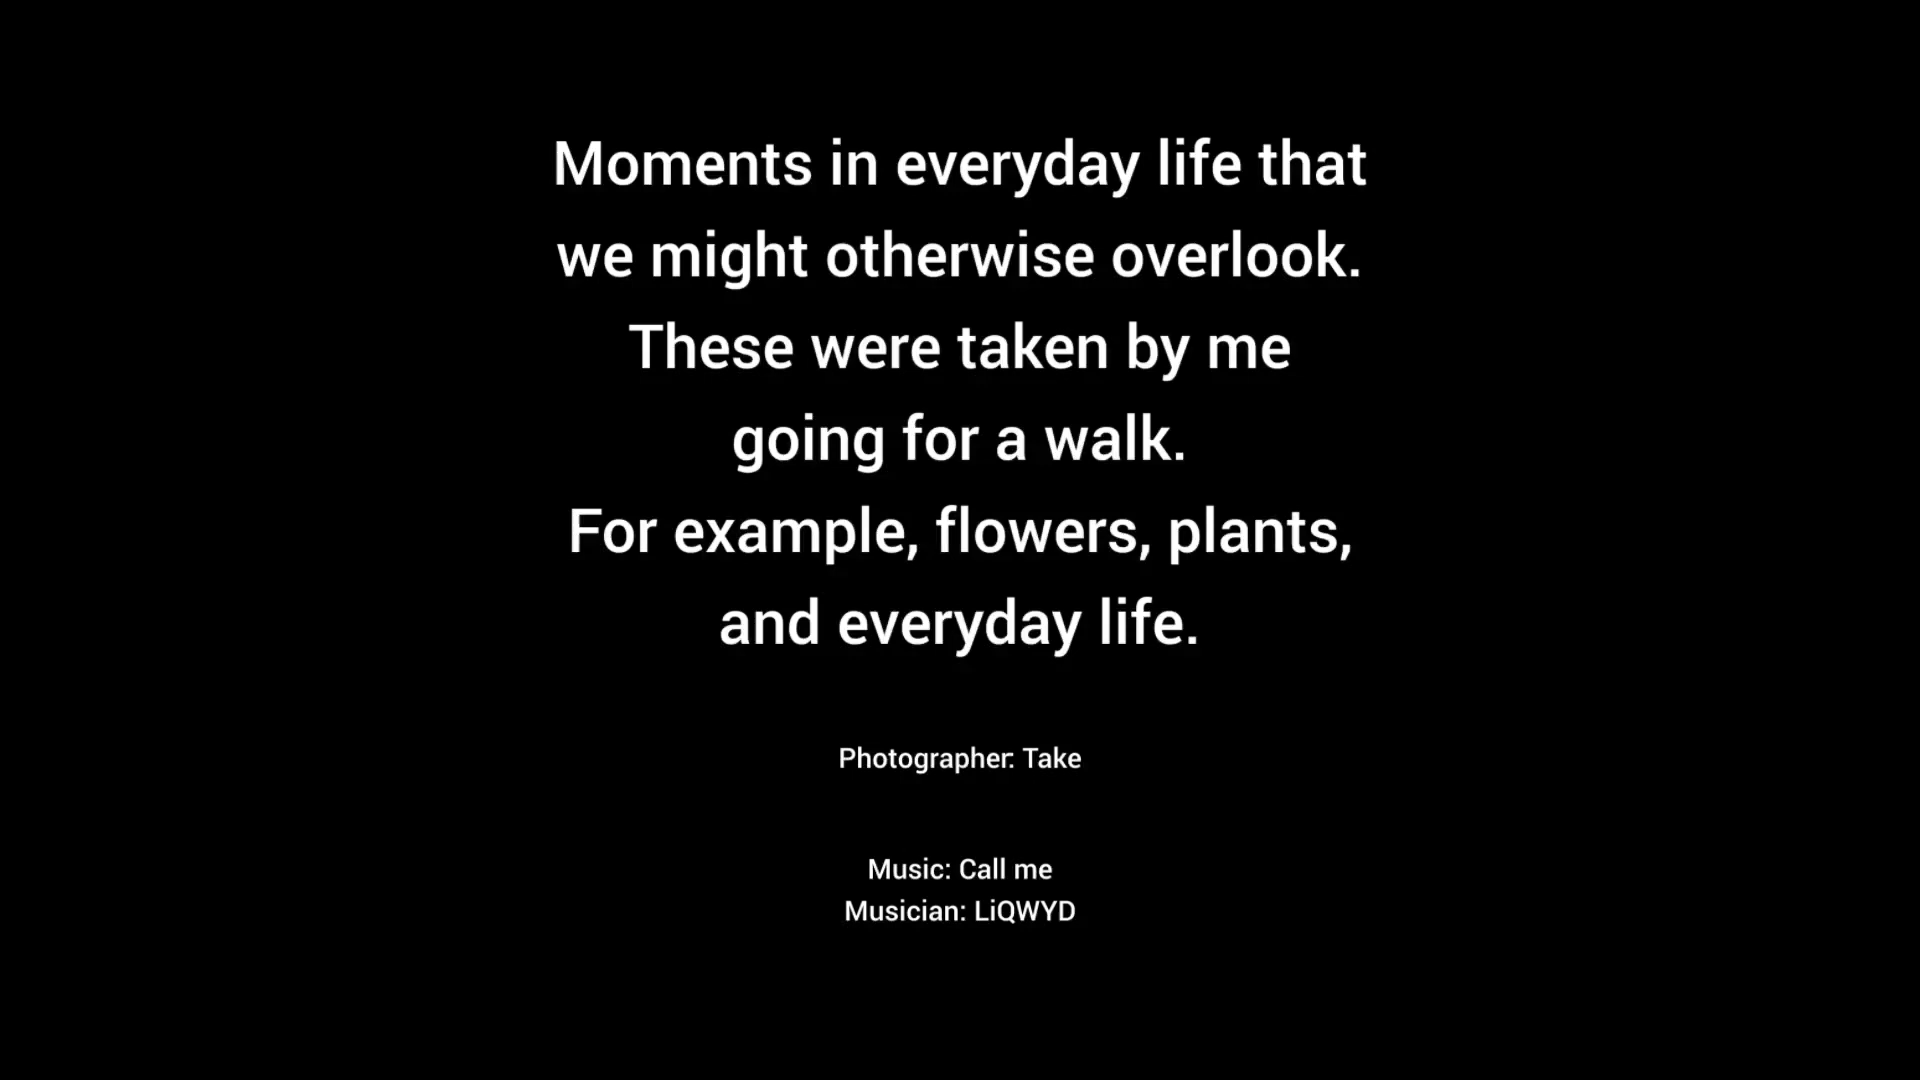 Moments in everyday life that
we might otherwise overlook.
These were taken by me
going for a walk.
For example, flowers, plants,
and everyday life.
Photographer: Take
Music: Call me
Musician: LiQWYD